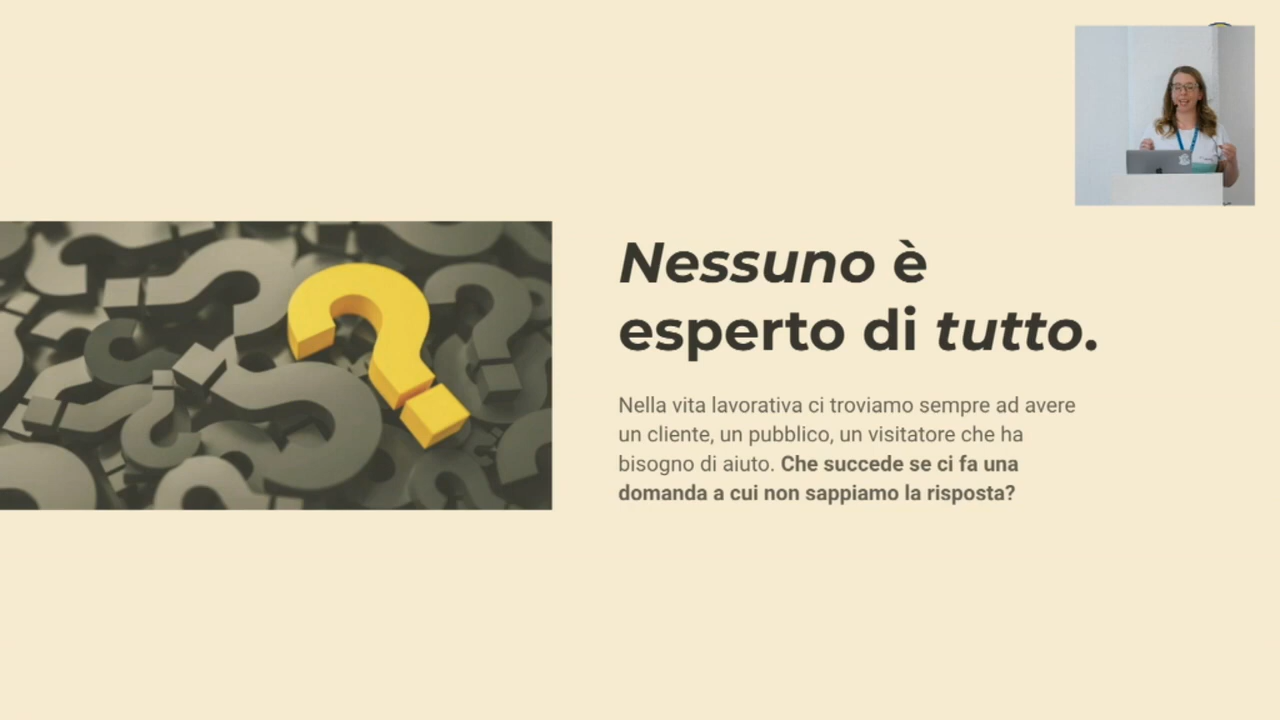 Nessuno è
esperto di tutto.
Nella vita lavorativa ci troviamo sempre ad avere
un cliente, un pubblico, un visitatore che ha
bisogno di aiuto. Che succede se ci fa una
domanda a cui non sappiamo la risposta?